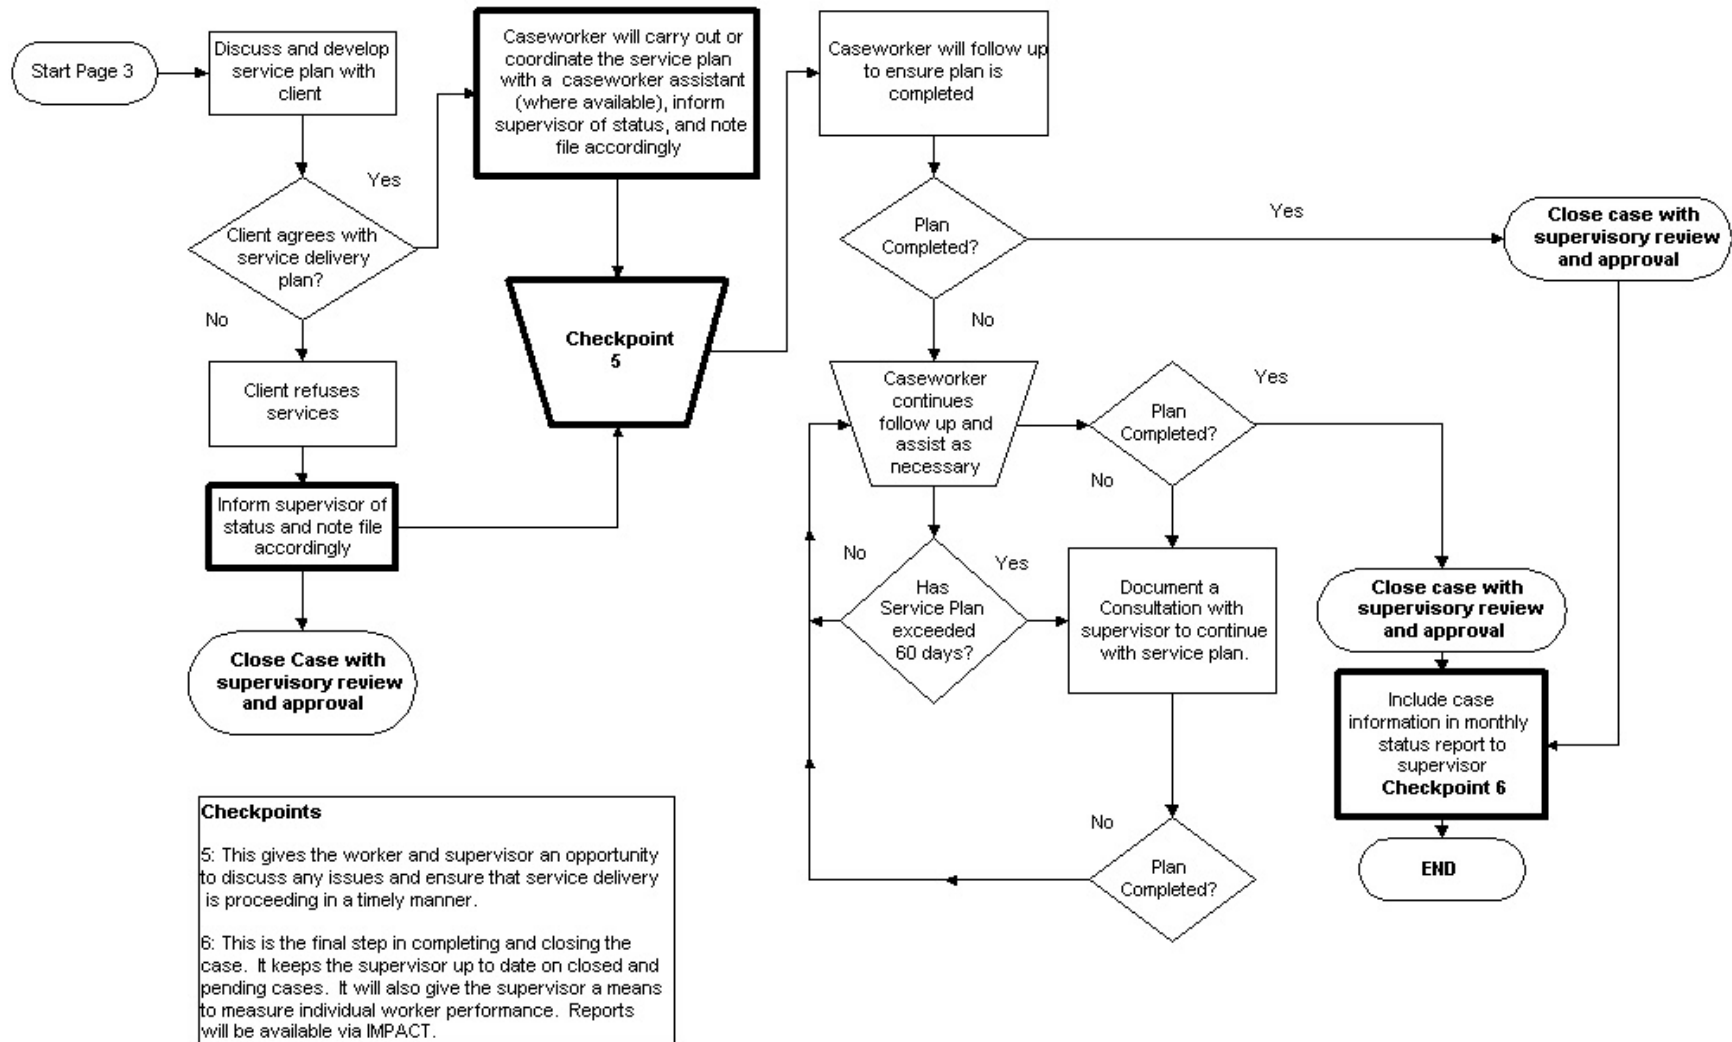 Start Page 3
Discuss and develop
service plan with
client
Yes
Client agrees with
service delivery
plan?
No
Client refuses
services
Inform supervisor of
status and note file
accordingly
Close Case with
supervisory review
and approval
Caseworker will carry out or
coordinate the service plan
with a caseworker assistant
(where available), inform
supervisor of status, and note
file accordingly
Checkpoint
5
Caseworker will follow up
to ensure plan is
completed
Plan
Completed?
Yes
Close case with
supervisory review
and approval
No
Caseworker
continues
follow up and
assist as
necessary
Plan
Completed?
Yes
No
No
Has
Service Plan
exceeded
60 days?
Yes
Document a
Consultation with
supervisor to continue
with service plan.
Close case with
supervisory review
and approval
Include case
information in monthly
status report to
supervisor
Checkpoint 6
No
Plan
Completed?
END
Checkpoints
5: This gives the worker and supervisor an opportunity
to discuss any issues and ensure that service delivery
is proceeding in a timely manner.
6: This is the final step in completing and closing the
case. It keeps the supervisor up to date on closed and
pending cases. It will also give the supervisor a means
to measure individual worker performance. Reports
will be available via IMPACT.